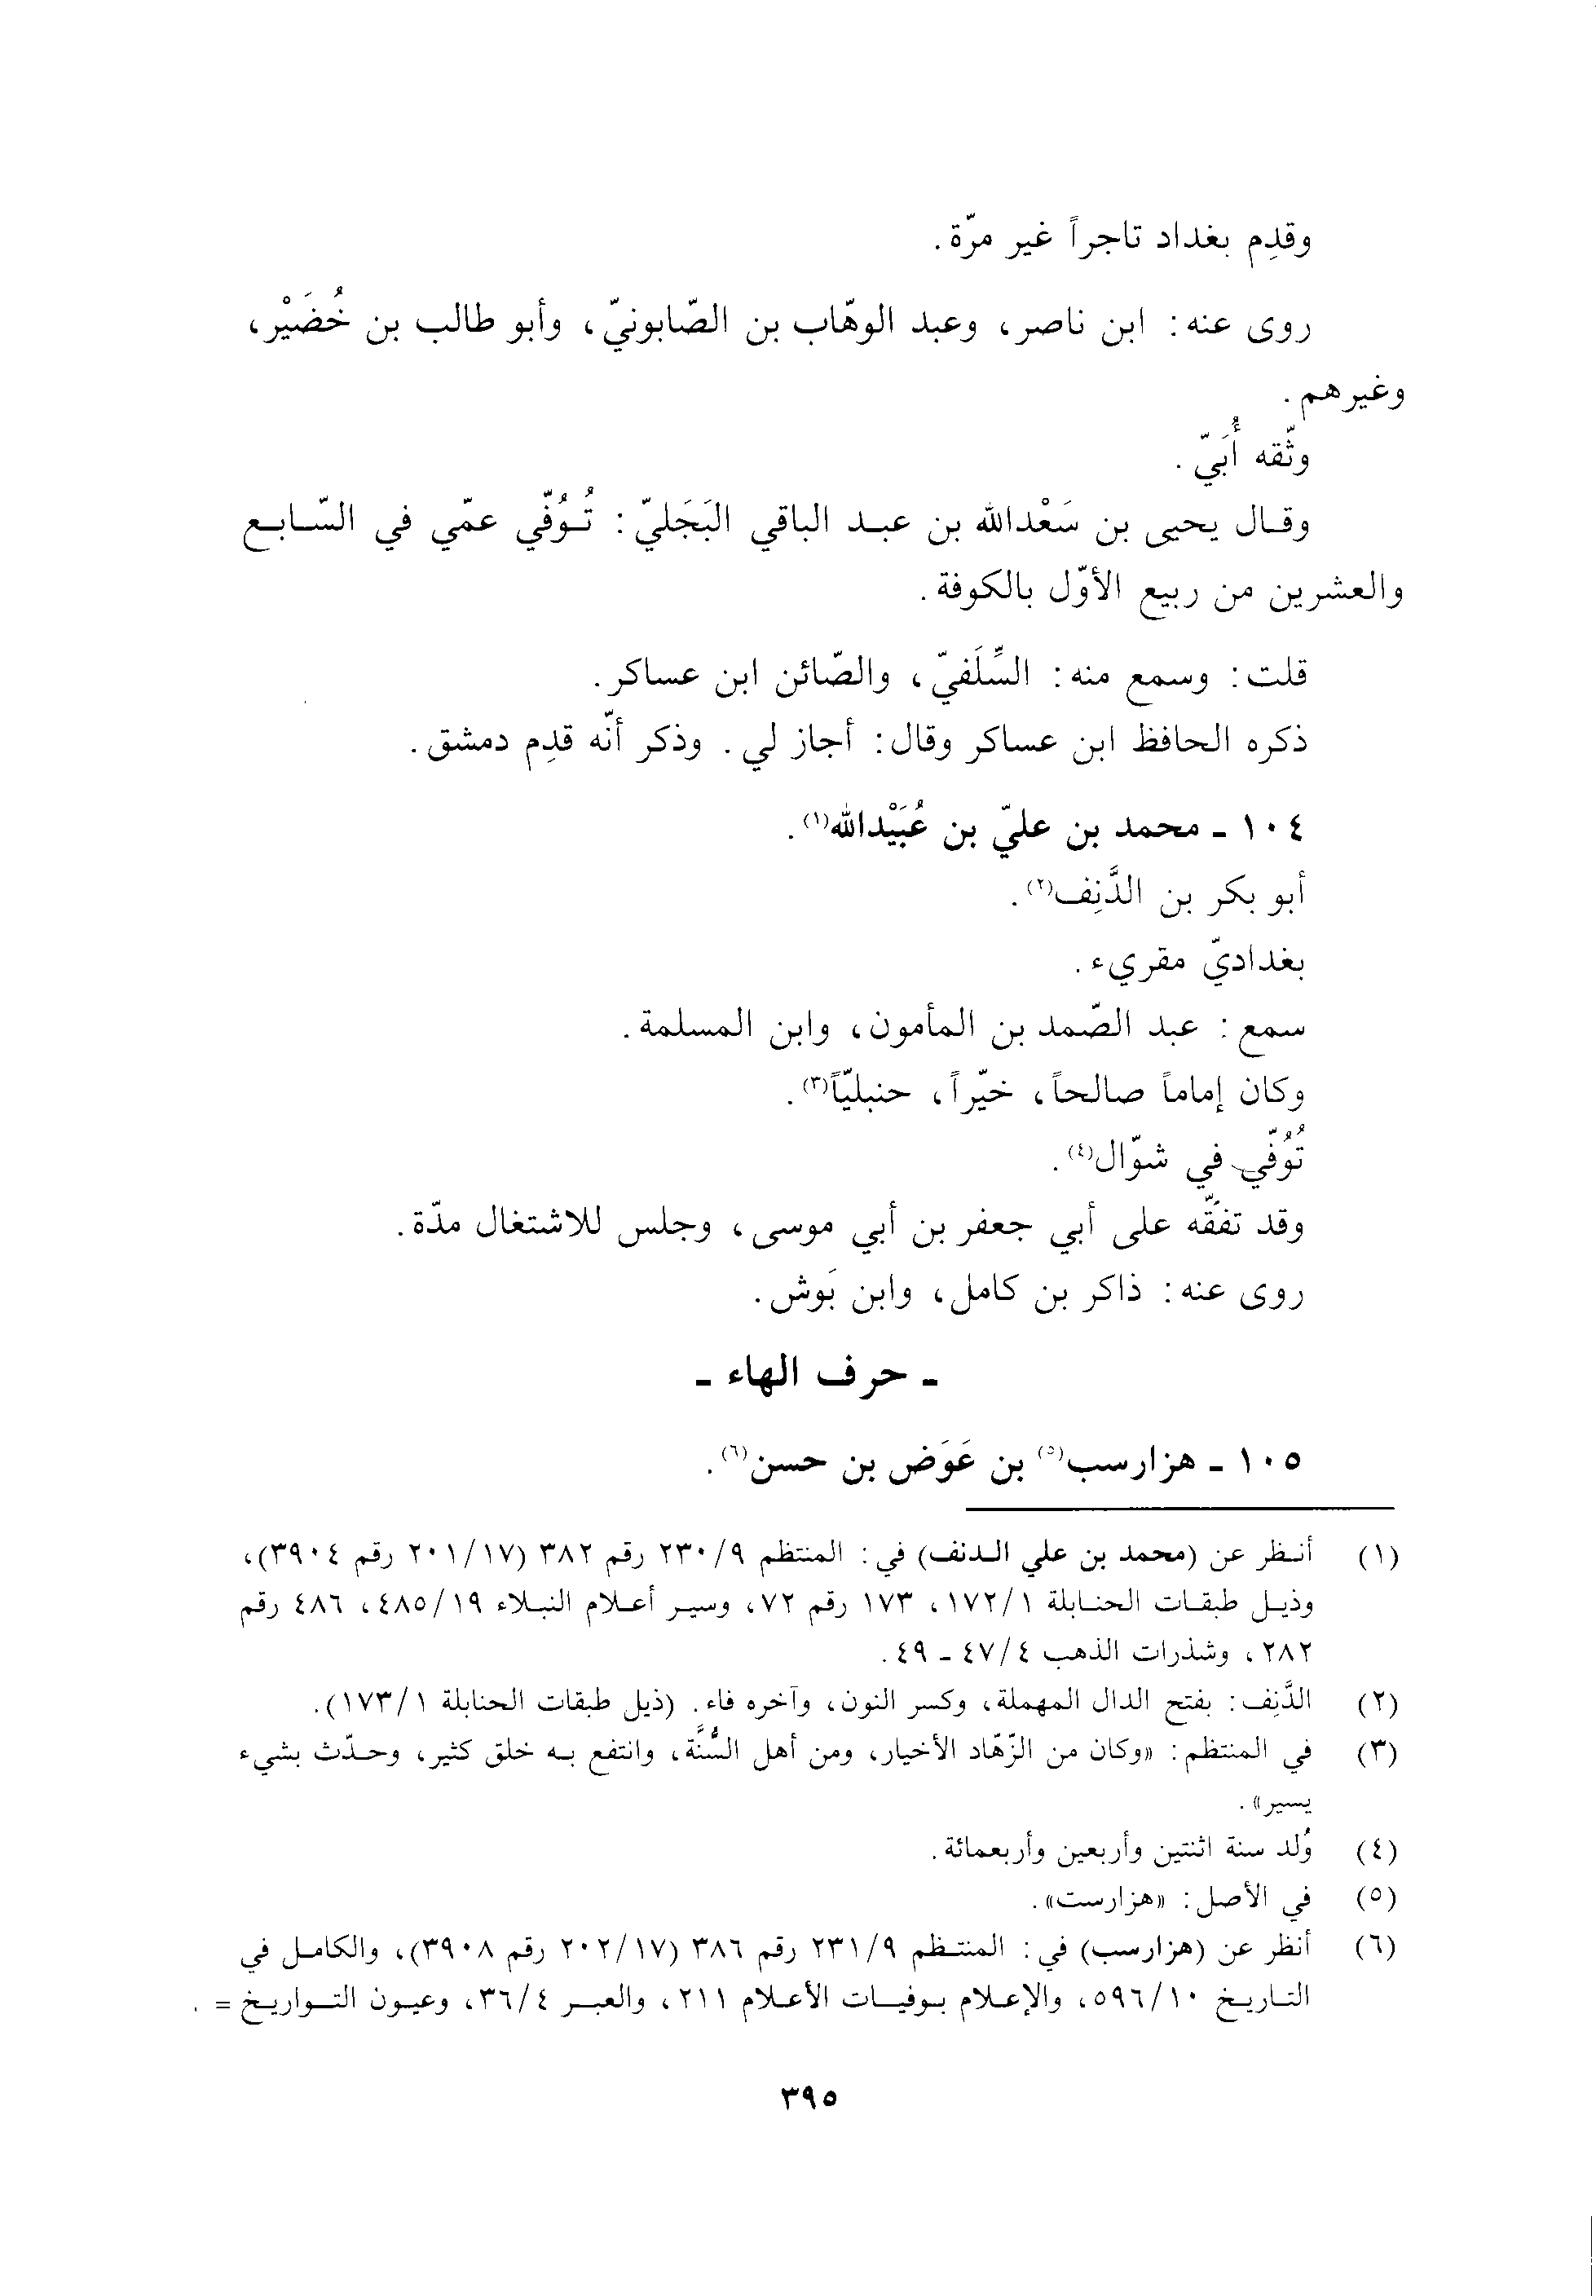 وقدِم بغداد تاجراً غير مرّة.
روى عنه: ابن ناصر، وعبد الوهّاب بن الصّابونيّ، وأبو طالب بن خُضَيْر،
وغيرهم.
وثّقه أُبَيّ.
وقال يحيى بن سَعْدالله بن عبد الباقي البَجَليّ: تُوُفّي عمّي في السّابع
والعشرين من ربيع الأوّل بالكوفة.
قلت: وسمع منه: السِّلَفيّ، والصّائن ابن عساكر.
ذكره الحافظ ابن عساكر وقال: أجاز لي. وذكر أنّه قدِم دمشق.
١٠٤ - محمد بن عليّ بن عُبَيْدالله(١).
أبو بكر بن الدَّنِف(٢).
بغداديّ مقريء.
سمع: عبد الصّمد بن المأمون، وابن المسلمة.
وكان إماماً صالحاً، خيّراً، حنبليّاً(٣).
تُوُفّي في شوّال(٤).
وقد تفقّه على أبي جعفر بن أبي موسى، وجلس للاشتغال مدّة.
روى عنه: ذاكر بن كامل، وابن بَوش.
- حرف الهاء -
١٠٥ - هزارسب(٥) بن عَوَض بن حسن(٦).
(١) أنظر عن (محمد بن علي الدنف) في: المنتظم ٢٣٠/٩ رقم ٣٨٢ (٢٠١/١٧ رقم ٣٩٠٤)،
وذيل طبقات الحنابلة ١٧٢/١، ١٧٣ رقم ٧٢، وسير أعلام النبلاء ٤٨٥/١٩، ٤٨٦ رقم
٢٨٢، وشذرات الذهب ٤٧/٤ - ٤٩.
(٢) الدَّنِف: بفتح الدال المهملة، وكسر النون، وآخره فاء. (ذيل طبقات الحنابلة ١٧٣/١).
(٣) في المنتظم: «وكان من الزّهّاد الأخيار، ومن أهل السُّنَّة، وانتفع به خلق كثير، وحدّث بشيء
يسير».
(٤) وُلد سنة اثنتين وأربعين وأربعمائة.
(٥) في الأصل: «هزارست».
(٦) أنظر عن (هزارسب) في: المنتظم ٢٣١/٩ رقم ٣٨٦ (٢٠٢/١٧ رقم ٣٩٠٨)، والكامل في
التاريخ ٥٩٦/١٠، والإعلام بوفيات الأعلام ٢١١، والعبر ٣٦/٤، وعيون التواريخ =
٣٩٥